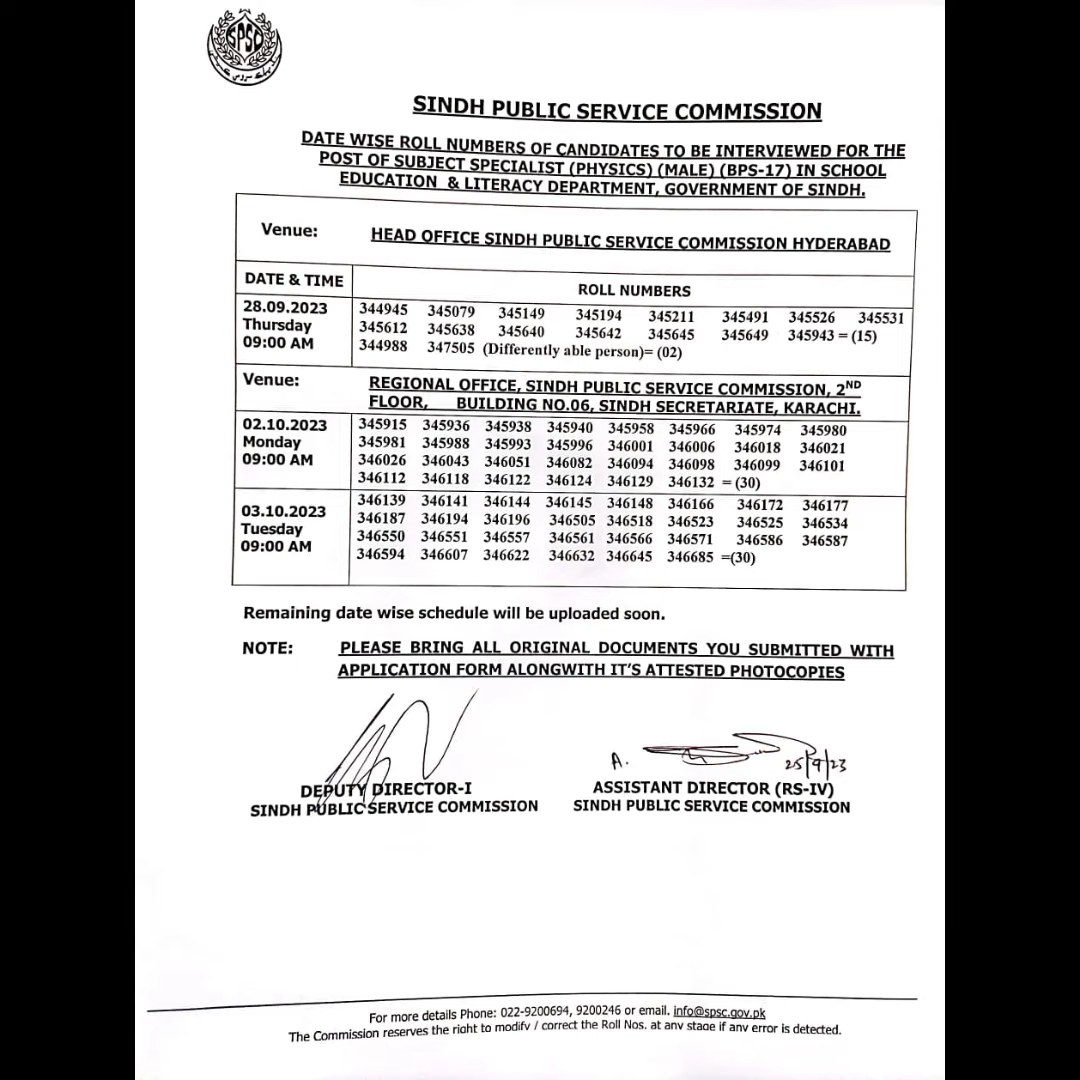 SPSC
SINDH PUBLIC SERVICE COMMISSION
DATE WISE ROLL NUMBERS OF CANDIDATES TO BE INTERVIEWED FOR THE
POST OF SUBJECT SPECIALIST (PHYSICS) (MALE) (BPS-17) IN SCHOOL
EDUCATION & LITERACY DEPARTMENT, GOVERNMENT OF SINDH.
Venue: HEAD OFFICE SINDH PUBLIC SERVICE COMMISSION HYDERABAD
DATE & TIME ROLL NUMBERS
28.09.2023 344945 345079 345149 345194 345211 345491 345526 345531
Thursday 345612 345638 345640 345642 345645 345649 345943 = (15)
09:00 AM 344988 347505 (Differently able person)= (02)
Venue: REGIONAL OFFICE, SINDH PUBLIC SERVICE COMMISSION, 2ND
FLOOR, BUILDING NO.06, SINDH SECRETARIATE, KARACHI.
02.10.2023 345915 345936 345938 345940 345958 345966 345974 345980
Monday 345981 345988 345993 345996 346001 346006 346018 346021
09:00 AM 346026 346043 346051 346082 346094 346098 346099 346101
346112 346118 346122 346124 346129 346132 = (30)
03.10.2023 346139 346141 346144 346145 346148 346166 346172 346177
Tuesday 346187 346194 346196 346505 346518 346523 346525 346534
09:00 AM 346550 346551 346557 346561 346566 346571 346586 346587
346594 346607 346622 346632 346645 346685 =(30)
Remaining date wise schedule will be uploaded soon.
NOTE: PLEASE BRING ALL ORIGINAL DOCUMENTS YOU SUBMITTED WITH
APPLICATION FORM ALONGWITH IT'S ATTESTED PHOTOCOPIES
A. 25/9/23
DEPUTY DIRECTOR-I ASSISTANT DIRECTOR (RS-IV)
SINDH PUBLIC SERVICE COMMISSION SINDH PUBLIC SERVICE COMMISSION
For more details Phone: 022-9200694, 9200246 or email. info@spsc.gov.pk
The Commission reserves the right to modify / correct the Roll Nos. at any stage if any error is detected.